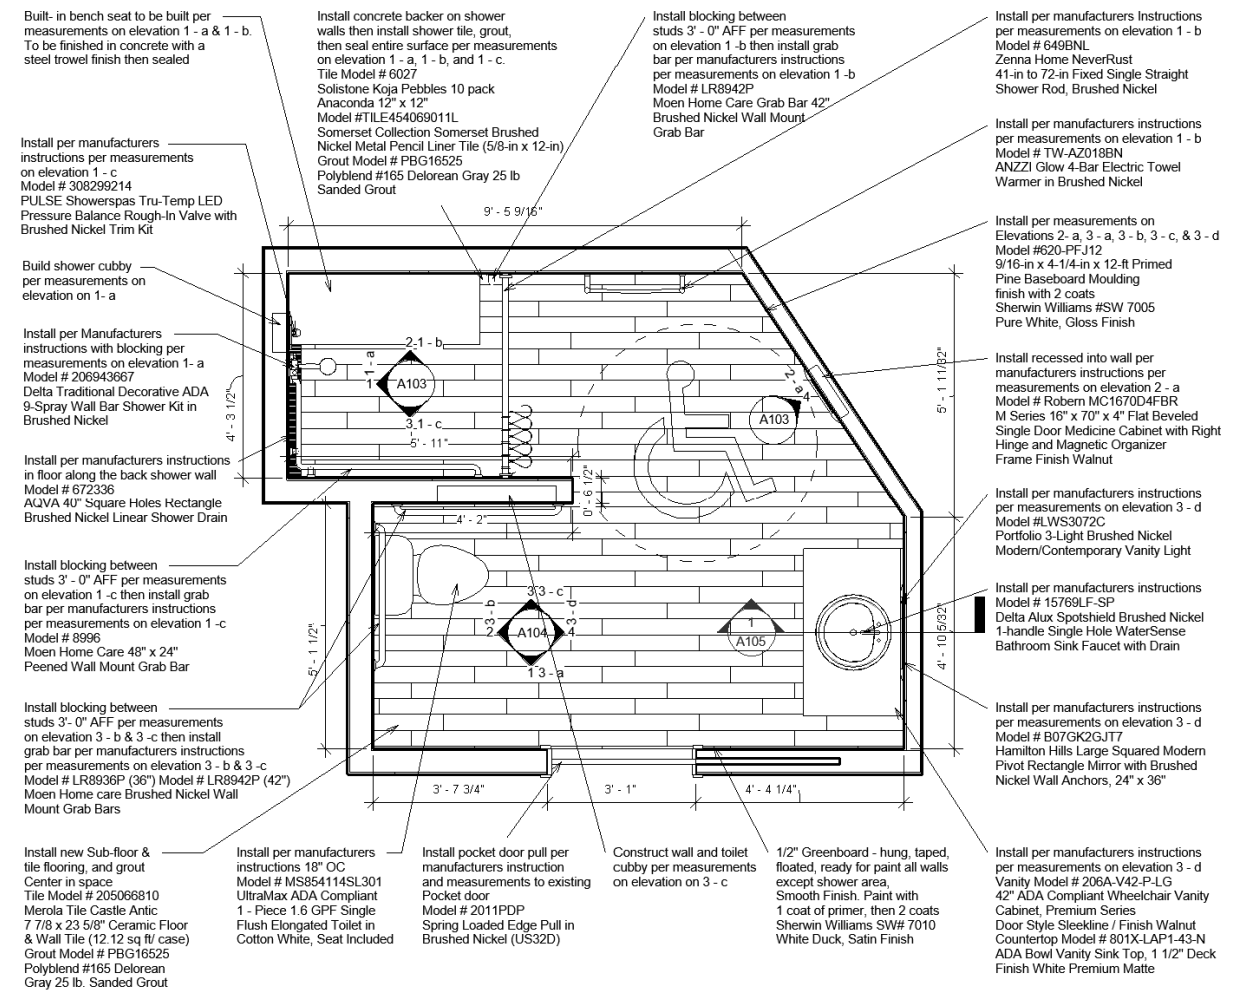 Built- in bench seat to be built per
measurements on elevation 1 - a & 1 - b.
To be finished in concrete with a
steel trowel finish then sealed
Install concrete backer on shower
walls then install shower tile, grout,
then seal entire surface per measurements
on elevation 1 - a, 1 - b, and 1 - c.
Tile Model # 6027
Solistone Koja Pebbles 10 pack
Anaconda 12" x 12"
Model #TILE454069011L
Somerset Collection Somerset Brushed
Nickel Metal Pencil Liner Tile (5/8-in x 12-in)
Grout Model # PBG16525
Polyblend #165 Delorean Gray 25 lb
Sanded Grout
Install blocking between
studs 3' - 0" AFF per measurements
on elevation 1 -b then install grab
bar per manufacturers instructions
per measurements on elevation 1 -b
Model # LR8942P
Moen Home Care Grab Bar 42"
Brushed Nickel Wall Mount
Grab Bar
Install per manufacturers Instructions
per measurements on elevation 1 - b
Model # 649BNL
Zenna Home NeverRust
41-in to 72-in Fixed Single Straight
Shower Rod, Brushed Nickel
Install per manufacturers instructions
per measurements on elevation 1 - b
Model # TW-AZ018BN
ANZZI Glow 4-Bar Electric Towel
Warmer in Brushed Nickel
Install per manufacturers
instructions per measurements
on elevation 1 - c
Model # 308299214
PULSE Showerspas Tru-Temp LED
Pressure Balance Rough-In Valve with
Brushed Nickel Trim Kit
Install per measurements on
Elevations 2- a, 3 - a, 3 - b, 3 - c, & 3 - d
Model #620-PFJ12
9/16-in x 4-1/4-in x 12-ft Primed
Pine Baseboard Moulding
finish with 2 coats
Sherwin Williams #SW 7005
Pure White, Gloss Finish
Build shower cubby
per measurements on
elevation on 1- a
Install per Manufacturers
instructions with blocking per
measurements on elevation 1- a
Model # 206943667
Delta Traditional Decorative ADA
9-Spray Wall Bar Shower Kit in
Brushed Nickel
Install recessed into wall per
manufacturers instructions per
measurements on elevation 2 - a
Model # Robern MC1670D4FBR
M Series 16" x 70" x 4" Flat Beveled
Single Door Medicine Cabinet with Right
Hinge and Magnetic Organizer
Frame Finish Walnut
Install per manufacturers instructions
in floor along the back shower wall
Model # 672336
AQVA 40" Square Holes Rectangle
Brushed Nickel Linear Shower Drain
Install per manufacturers instructions
per measurements on elevation 3 - d
Model #LWS3072C
Portfolio 3-Light Brushed Nickel
Modern/Contemporary Vanity Light
Install blocking between
studs 3' - 0" AFF per measurements
on elevation 1 -c then install grab
bar per manufacturers instructions
per measurements on elevation 1 -c
Model # 8996
Moen Home Care 48" x 24"
Peened Wall Mount Grab Bar
Install per manufacturers instructions
Model # 15769LF-SP
Delta Alux Spotshield Brushed Nickel
1-handle Single Hole WaterSense
Bathroom Sink Faucet with Drain
Install blocking between
studs 3'- 0" AFF per measurements
on elevation 3 - b & 3 -c then install
grab bar per manufacturers instructions
per measurements on elevation 3 - b & 3 -c
Model # LR8936P (36") Model # LR8942P (42")
Moen Home care Brushed Nickel Wall
Mount Grab Bars
Install per manufacturers instructions
per measurements on elevation 3 - d
Model # B07GK2GJT7
Hamilton Hills Large Squared Modern
Pivot Rectangle Mirror with Brushed
Nickel Wall Anchors, 24" x 36"
9' - 5 9/16"
4' - 3 1/2"
5' - 1 11/32"
2 1 - b
1 - a
1
A103
3 1 - c
5' - 11"
2 - a
4
A103
0' - 6 1/2"
4' - 2"
5' - 1 1/2"
3 3 - c
3 - b
2
A104
3 - d
4
1 3 - a
1
A105
4' - 10 5/32"
3' - 7 3/4"
3' - 1"
4' - 4 1/4"
Install new Sub-floor &
tile flooring, and grout
Center in space
Tile Model # 205066810
Merola Tile Castle Antic
7 7/8 x 23 5/8" Ceramic Floor
& Wall Tile (12.12 sq ft/ case)
Grout Model # PBG16525
Polyblend #165 Delorean
Gray 25 lb. Sanded Grout
Install per manufacturers
instructions 18" OC
Model # MS854114SL301
UltraMax ADA Compliant
1 - Piece 1.6 GPF Single
Flush Elongated Toilet in
Cotton White, Seat Included
Install pocket door pull per
manufacturers instruction
and measurements to existing
Pocket door
Model # 2011PDP
Spring Loaded Edge Pull in
Brushed Nickel (US32D)
Construct wall and toilet
cubby per measurements
on elevation on 3 - c
1/2" Greenboard - hung, taped,
floated, ready for paint all walls
except shower area,
Smooth Finish. Paint with
1 coat of primer, then 2 coats
Sherwin Williams SW# 7010
White Duck, Satin Finish
Install per manufacturers instructions
per measurements on elevation 3 - d
Vanity Model # 206A-V42-P-LG
42" ADA Compliant Wheelchair Vanity
Cabinet, Premium Series
Door Style Sleekline / Finish Walnut
Countertop Model # 801X-LAP1-43-N
ADA Bowl Vanity Sink Top, 1 1/2" Deck
Finish White Premium Matte